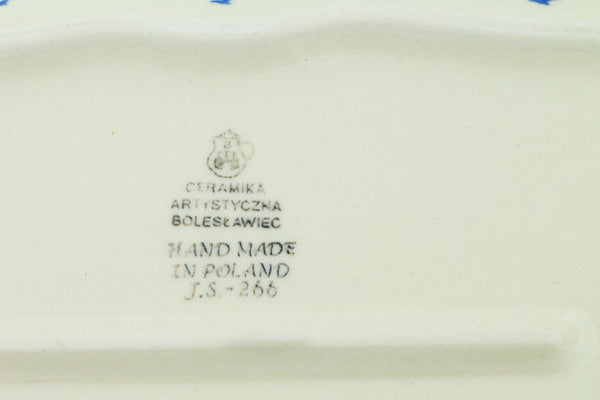 CERAMIKA
ARTYSTYCZNA
BOLESŁAWIEC
HAND MADE
IN POLAND
J.S.-266